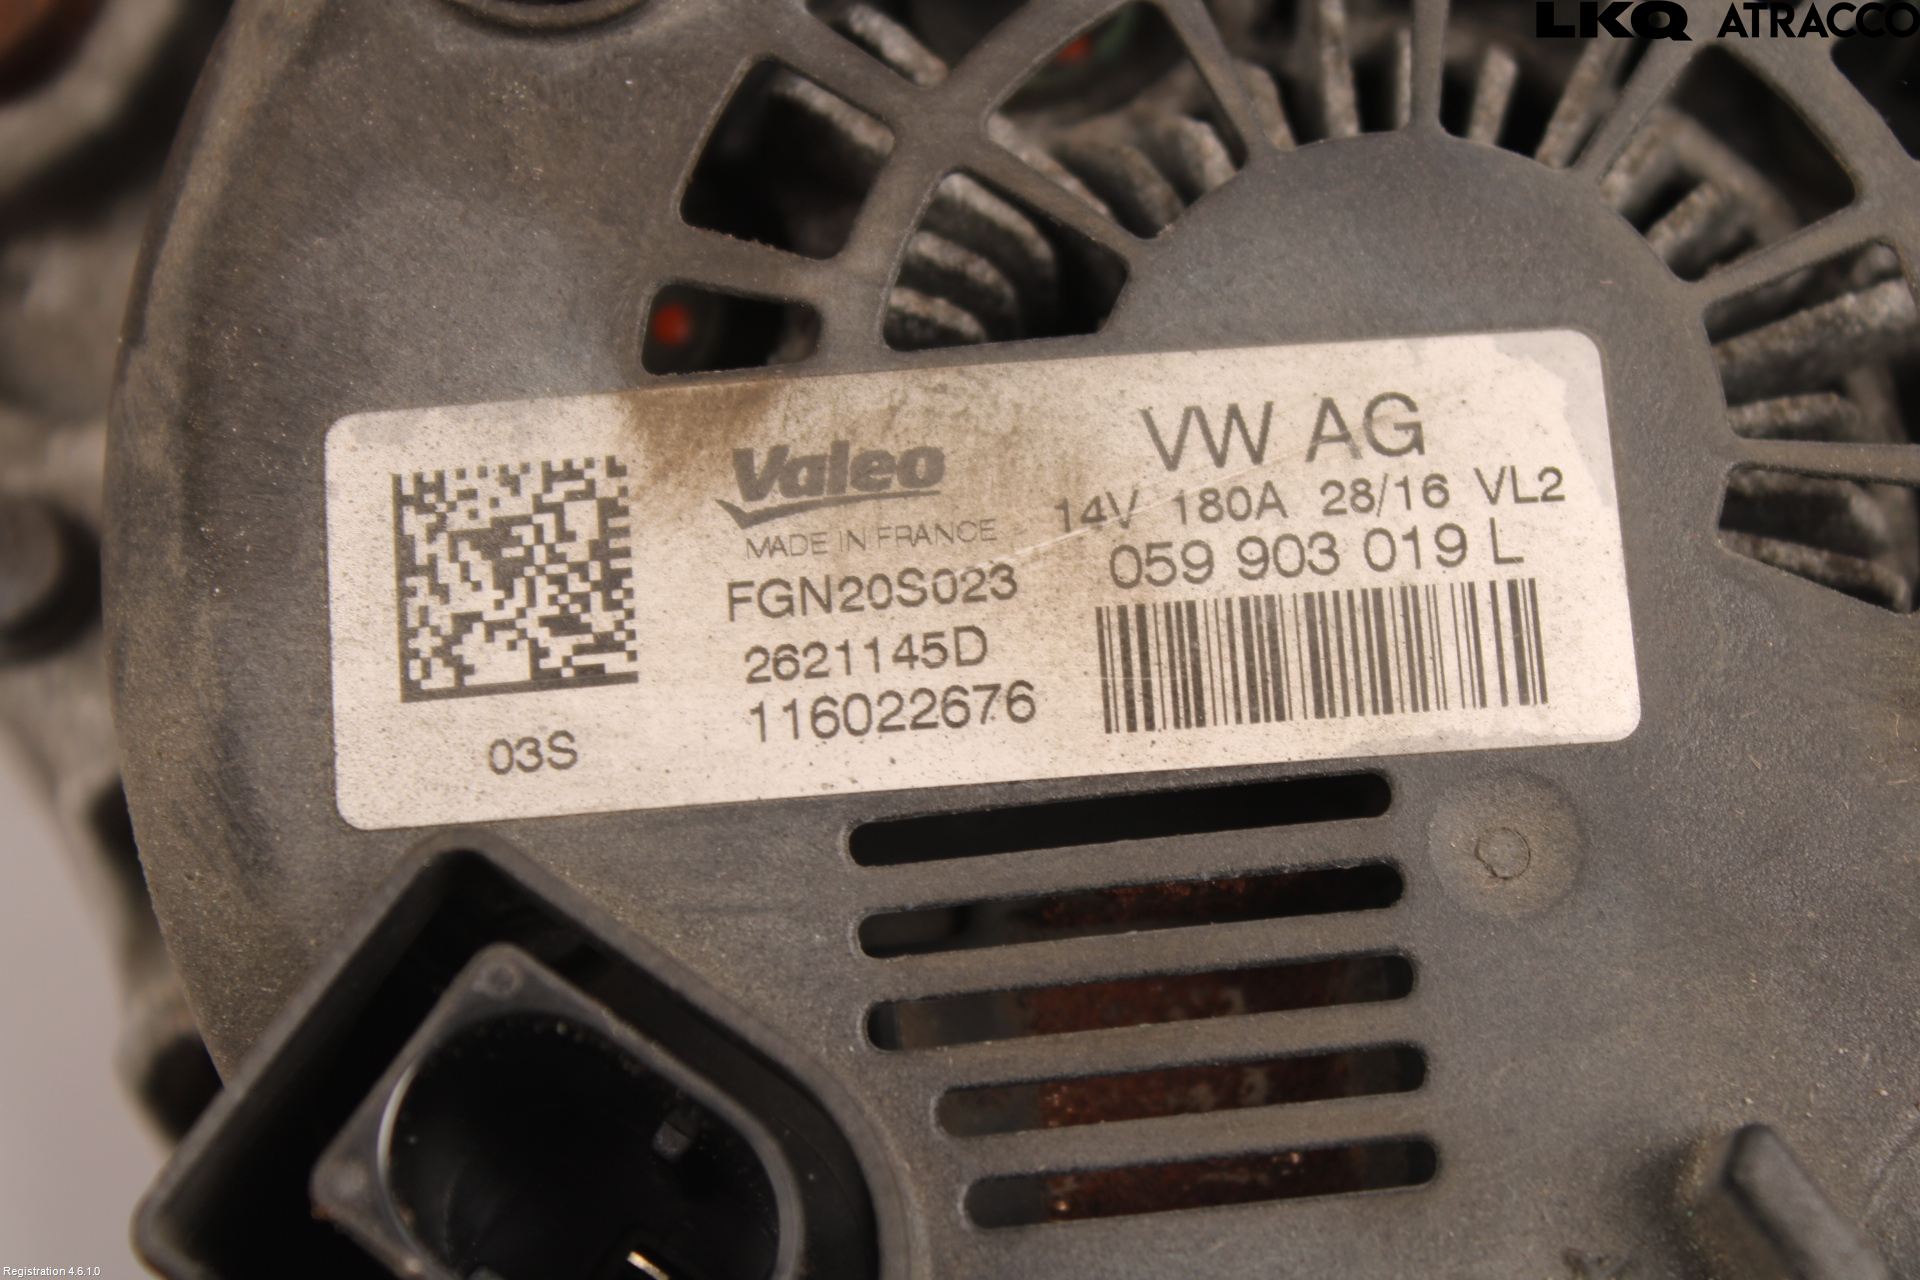 LKQ ATRACCO
VW AG
Valeo
14V 180A 28/16 VL2
MADE IN FRANCE
059 903 019 L
FGN20S023
2621145D
116022676
03S
Registration 4.6.1.0